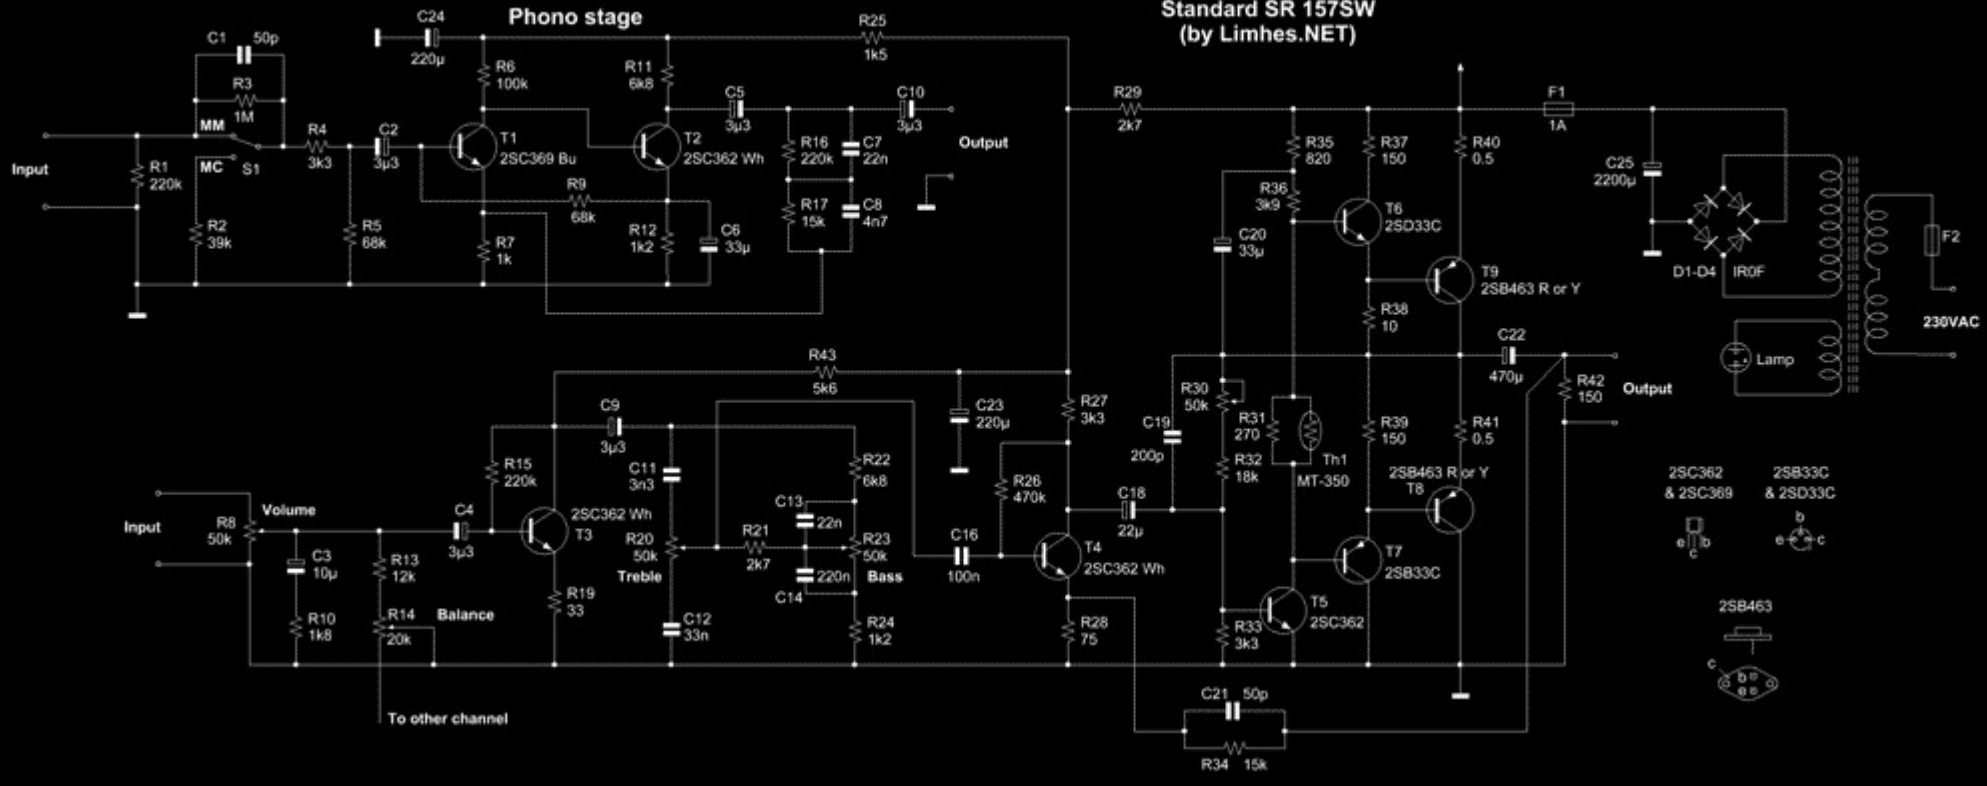 Phono stage
Standard SR 157SW
(by Limhes.NET)
C24
220µ
R25
1k5
C1 50p
R3
1M
R6
100k
R11
6k8
C5
3µ3
C10
3µ3
R29
2k7
F1
1A
MM
MC S1
R4
3k3
C2
3µ3
T1
2SC369 Bu
T2
2SC362 Wh
R16
220k
C7
22n
Output
R35
820
R37
150
R40
0.5
C25
2200µ
Input
R1
220k
R9
68k
R17
15k
C8
4n7
R36
3k9
T6
2SD33C
R2
39k
R5
68k
R7
1k
R12
1k2
C6
33µ
C20
33µ
F2
T9
2SB463 R or Y
D1-D4 IR0F
R38
10
230VAC
C22
470µ
Lamp
R43
5k6
C9
3µ3
C23
220µ
R27
3k3
R30
50k
R42
150
Output
C19
200p
R31
270
R39
150
R41
0.5
R15
220k
C11
3n3
R22
6k8
R26
470k
R32
18k
Th1
MT-350
2SB463 R or Y
T8
2SC362
& 2SC369
2SB33C
& 2SD33C
Input
Volume
R8
50k
C4
3µ3
2SC362 Wh
T3
C13
22n
C18
22µ
b
e c
e b
c
R20
50k
Treble
R21
2k7
R23
50k
Bass
C16
100n
T4
2SC362 Wh
T7
2SB33C
C3
10µ
R13
12k
220n
C14
R19
33
R10
1k8
R14
20k
Balance
C12
33n
R24
1k2
R28
75
R33
3k3
T5
2SC362
2SB463
c
b
e
To other channel
C21 50p
R34 15k